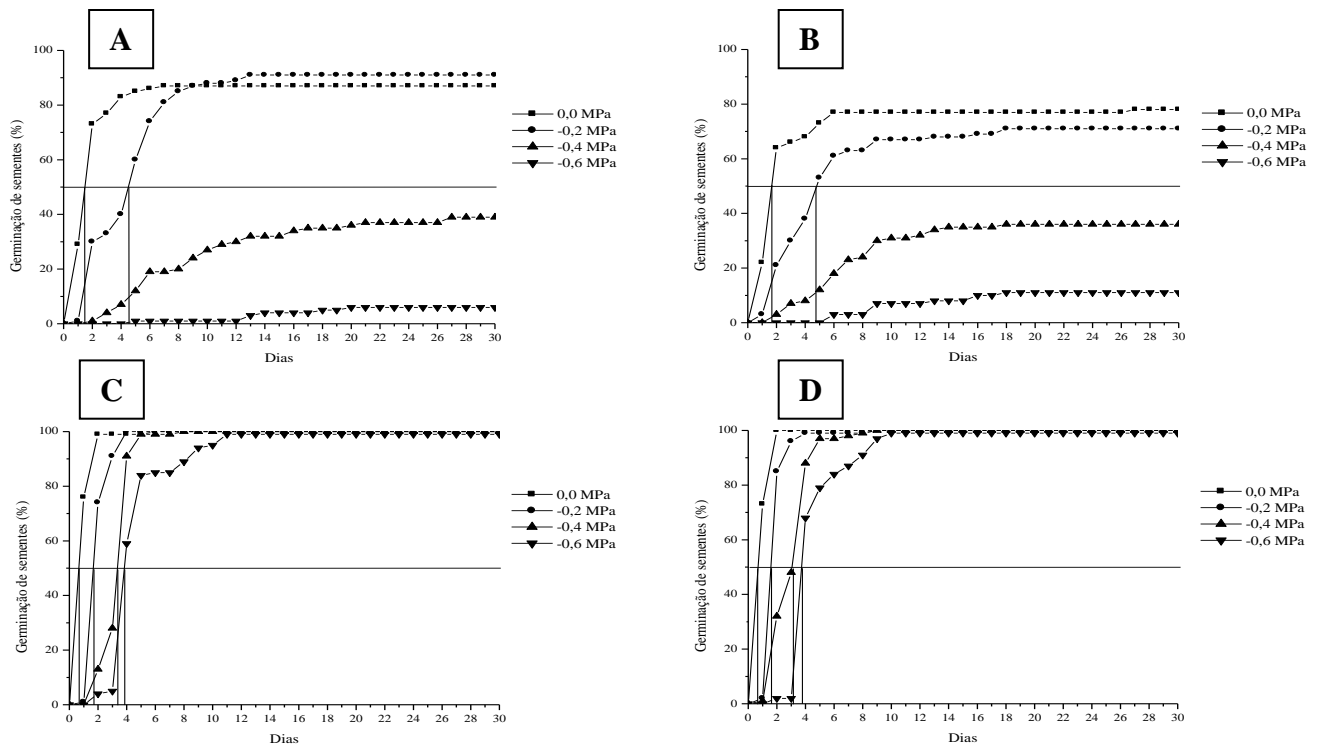 A
Germinação de sementes (%)
100
80
60
40
20
0
0 2 4 6 8 10 12 14 16 18 20 22 24 26 28 30
Dias
0,0 MPa
-0,2 MPa
-0,4 MPa
-0,6 MPa
B
Germinação de sementes (%)
100
80
60
40
20
0
0 2 4 6 8 10 12 14 16 18 20 22 24 26 28 30
Dias
0,0 MPa
-0,2 MPa
-0,4 MPa
-0,6 MPa
C
Germinação de sementes (%)
100
80
60
40
20
0
0 2 4 6 8 10 12 14 16 18 20 22 24 26 28 30
Dias
0,0 MPa
-0,2 MPa
-0,4 MPa
-0,6 MPa
D
Germinação de sementes (%)
100
80
60
40
20
0
0 2 4 6 8 10 12 14 16 18 20 22 24 26 28 30
Dias
0,0 MPa
-0,2 MPa
-0,4 MPa
-0,6 MPa